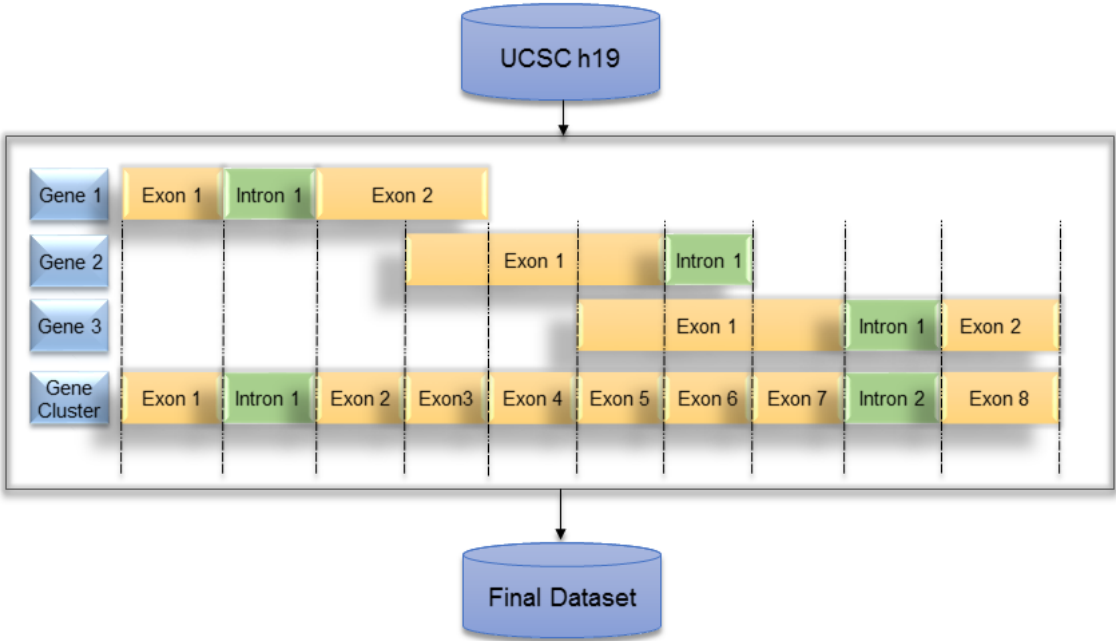 UCSC h19
Gene 1 Exon 1 Intron 1 Exon 2
Gene 2 Exon 1 Intron 1
Gene 3 Exon 1 Intron 1 Exon 2
Gene
Cluster
Exon 1 Intron 1 Exon 2 Exon3 Exon 4 Exon 5 Exon 6 Exon 7 Intron 2 Exon 8
Final Dataset